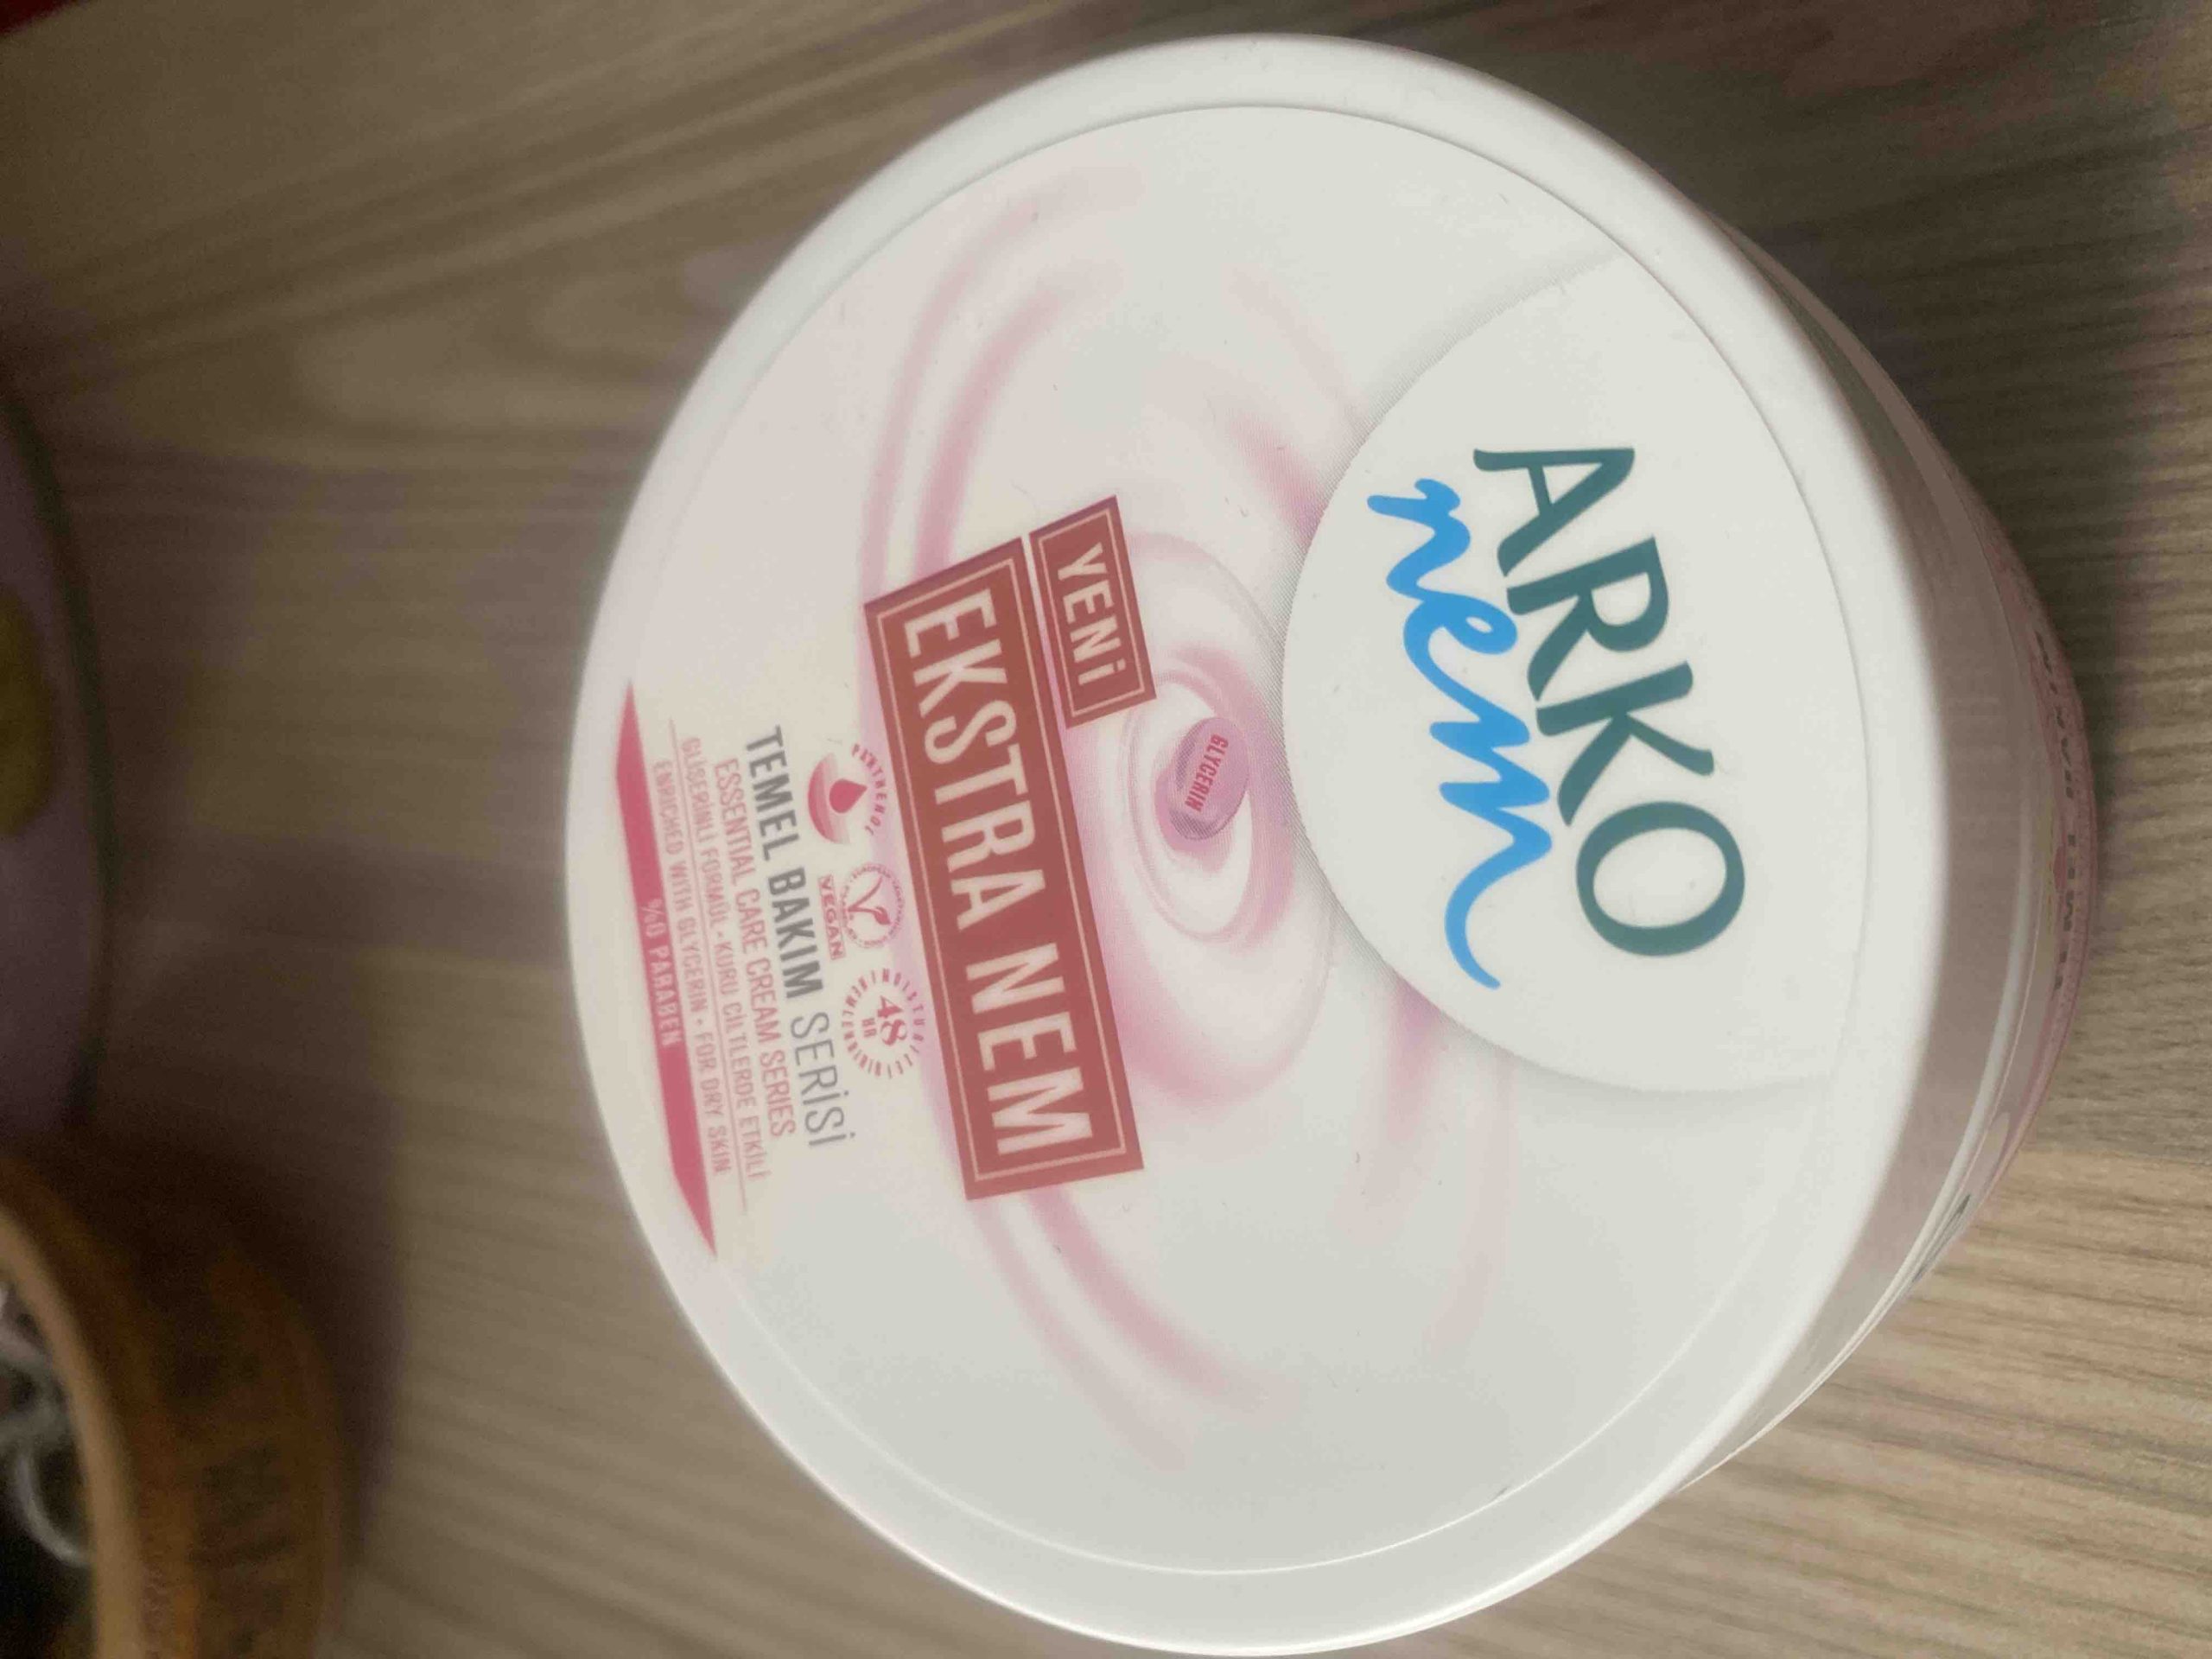 ARKO
nem
GLYCERIN
YENİ
EKSTRA NEM
PANTHENOL
VEGAN
48
HR
TEMEL BAKIM SERİSİ
ESSENTIAL CARE CREAM SERIES
GLİSERİNLİ FORMÜL • KURU CİLTLERDE ETKİLİ
ENRICHED WITH GLYCERIN • FOR DRY SKIN
%0 PARABEN